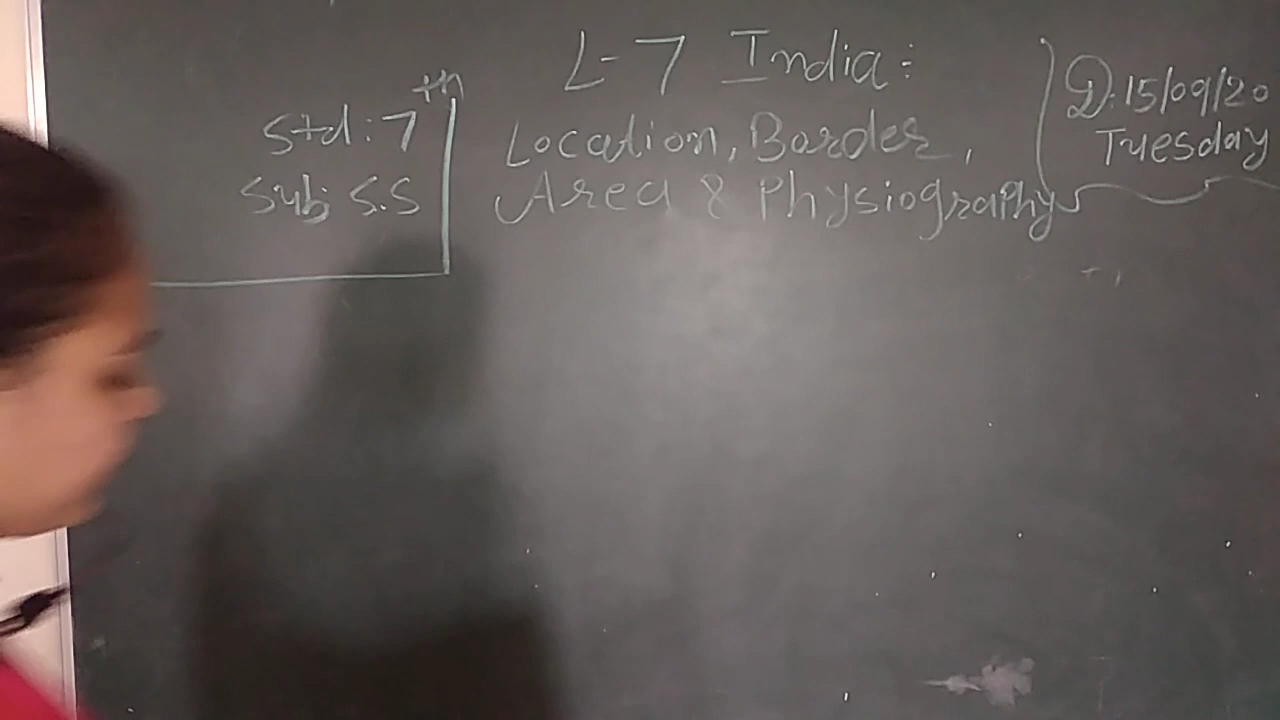 Std: 7th
Sub: S.S
L-7 India:
Location, Border,
Area & Physiography
D:15/09/20
Tuesday